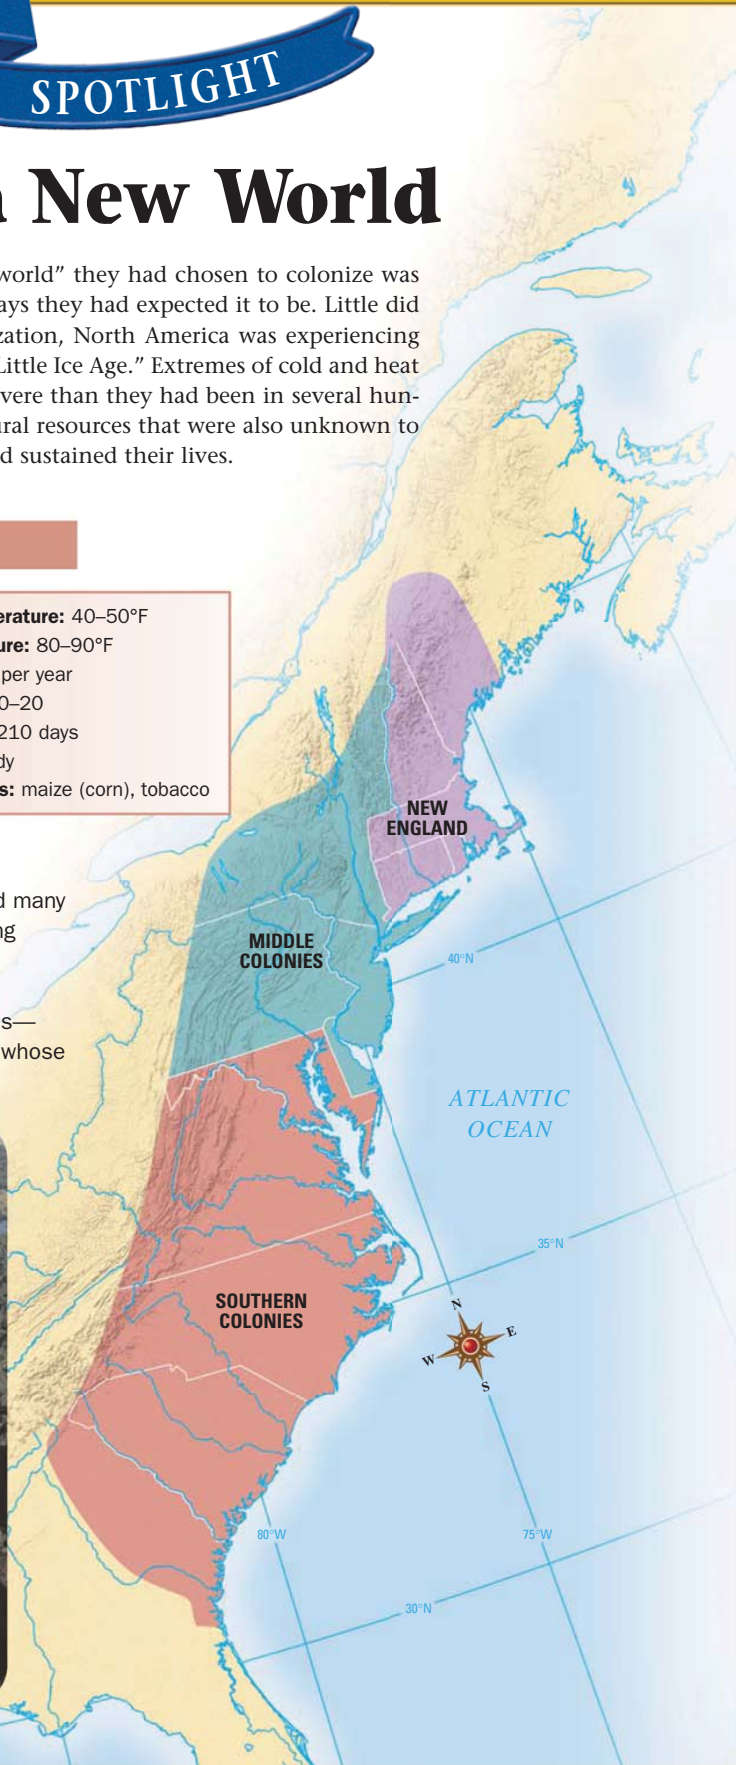 SPOTLIGHT
New World
world” they had chosen to colonize was
ays they had expected it to be. Little did
zation, North America was experiencing
Little Ice Age.” Extremes of cold and heat
vere than they had been in several hun-
ural resources that were also unknown to
d sustained their lives.
erature: 40–50°F
ure: 80–90°F
per year
0–20
210 days
dy
s: maize (corn), tobacco
d many
ng
s—
whose
NEW
ENGLAND
MIDDLE
COLONIES
40°N
ATLANTIC
OCEAN
35°N
SOUTHERN
COLONIES
N
E
W
S
80°W
75°W
30°N